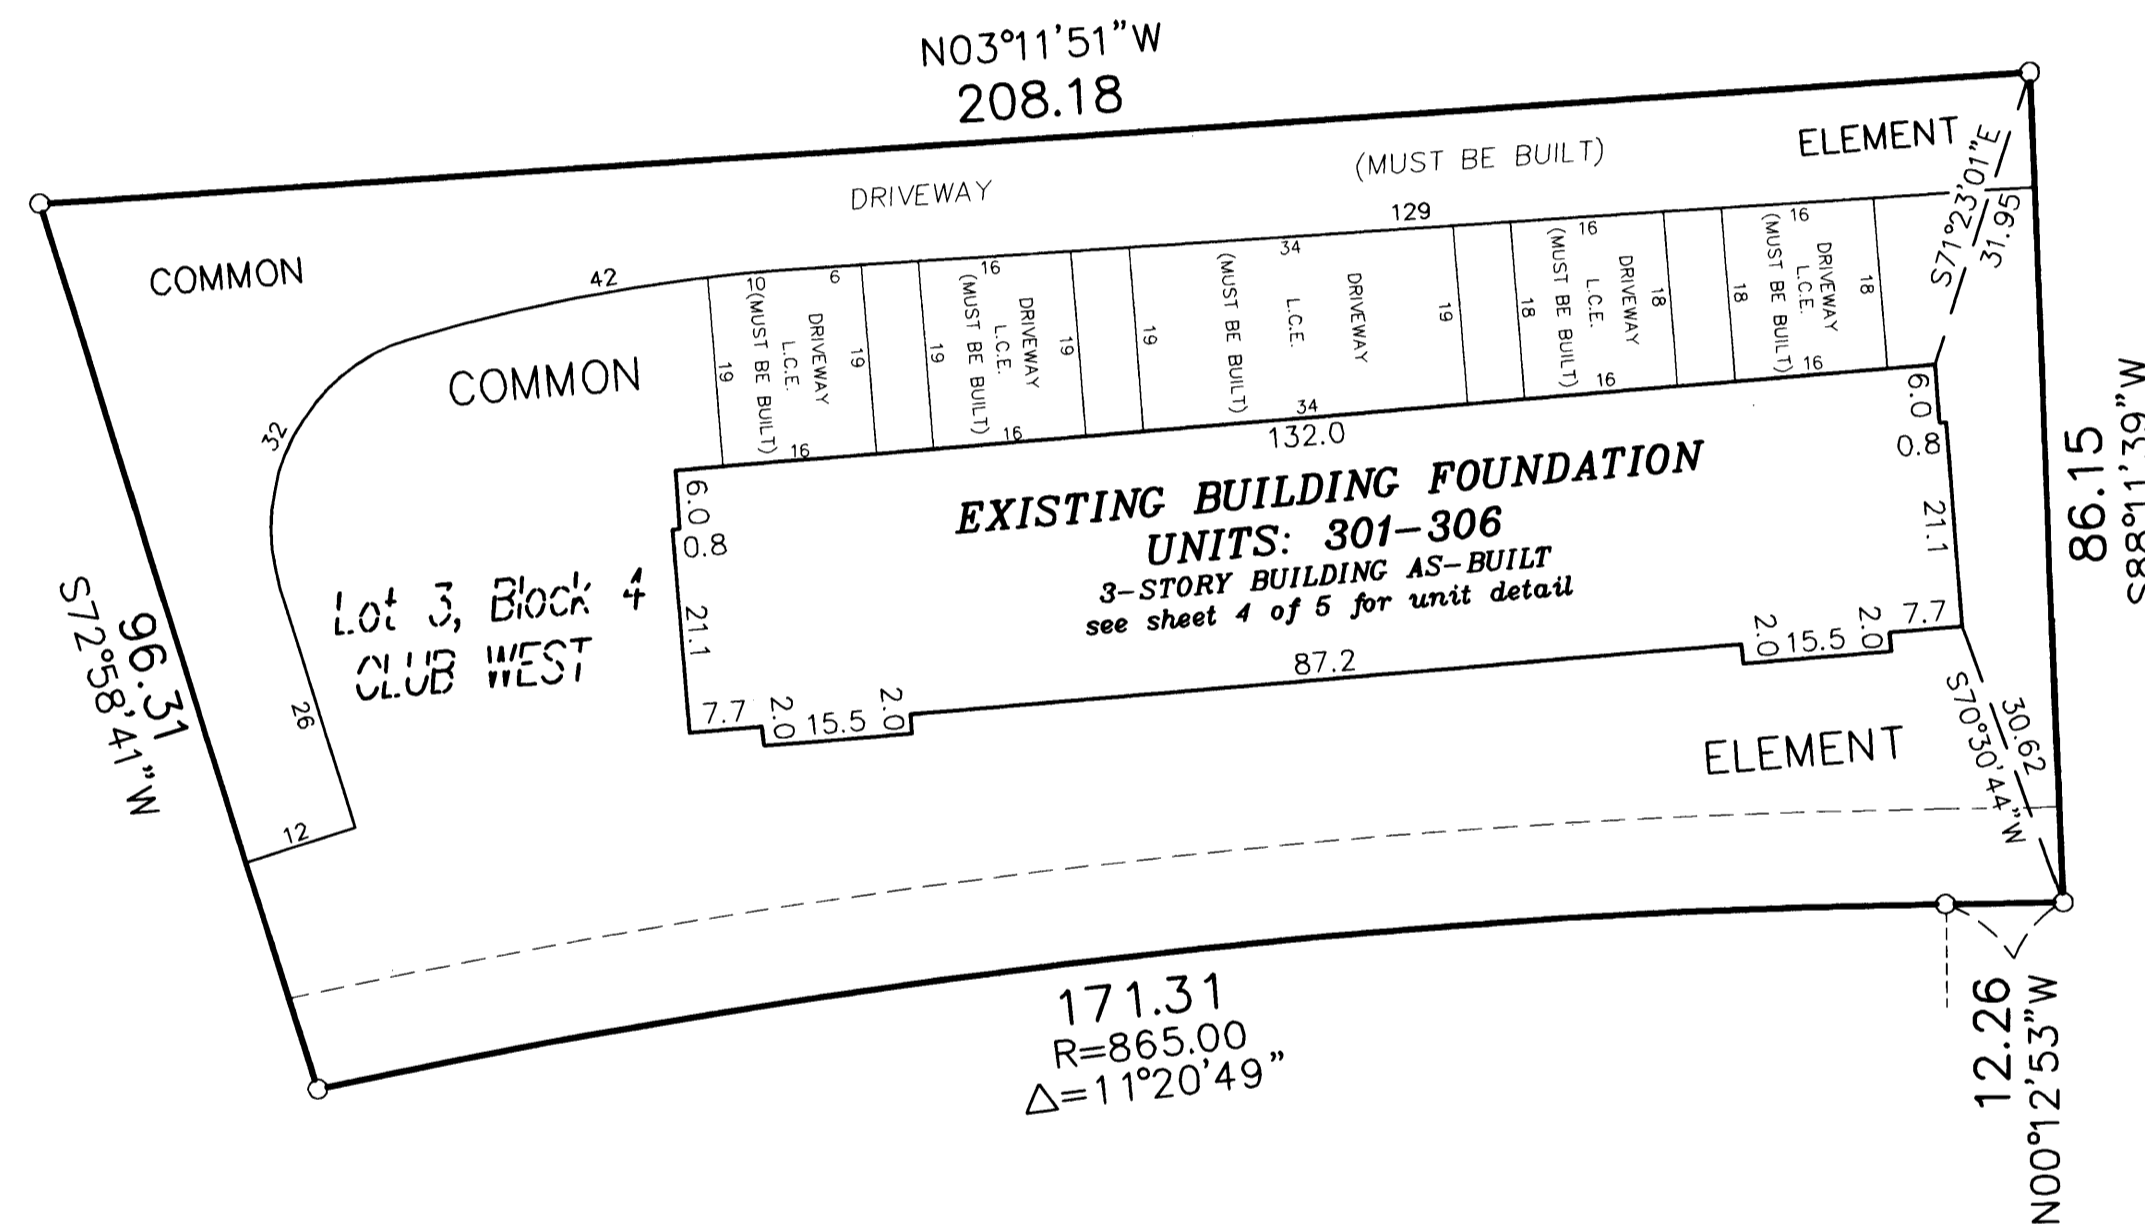 N03°11'51"W
208.18
ELEMENT
(MUST BE BUILT)
DRIVEWAY
S71°23'01"E
31.95
COMMON
129
42
10
6
16
34
16
16
(MUST BE BUILT)
L.C.E.
DRIVEWAY
19
19
16
(MUST BE BUILT)
L.C.E.
DRIVEWAY
19
19
16
(MUST BE BUILT)
L.C.E.
DRIVEWAY
19
19
34
(MUST BE BUILT)
L.C.E.
DRIVEWAY
18
18
16
(MUST BE BUILT)
L.C.E.
DRIVEWAY
18
18
16
COMMON
32
132.0
6.0
0.8
21.1
6.0
0.8
21.1
EXISTING BUILDING FOUNDATION
UNITS: 301-306
3-STORY BUILDING AS-BUILT
see sheet 4 of 5 for unit detail
86.15
S88°11'39"W
Lot 3, Block 4
CLUB WEST
96.31
S72°58'41"W
26
12
7.7
2.0
15.5
2.0
87.2
2.0
15.5
2.0
7.7
30.62
S70°30'44"W
ELEMENT
171.31
R=865.00
Δ=11°20'49"
12.26
N00°12'53"W